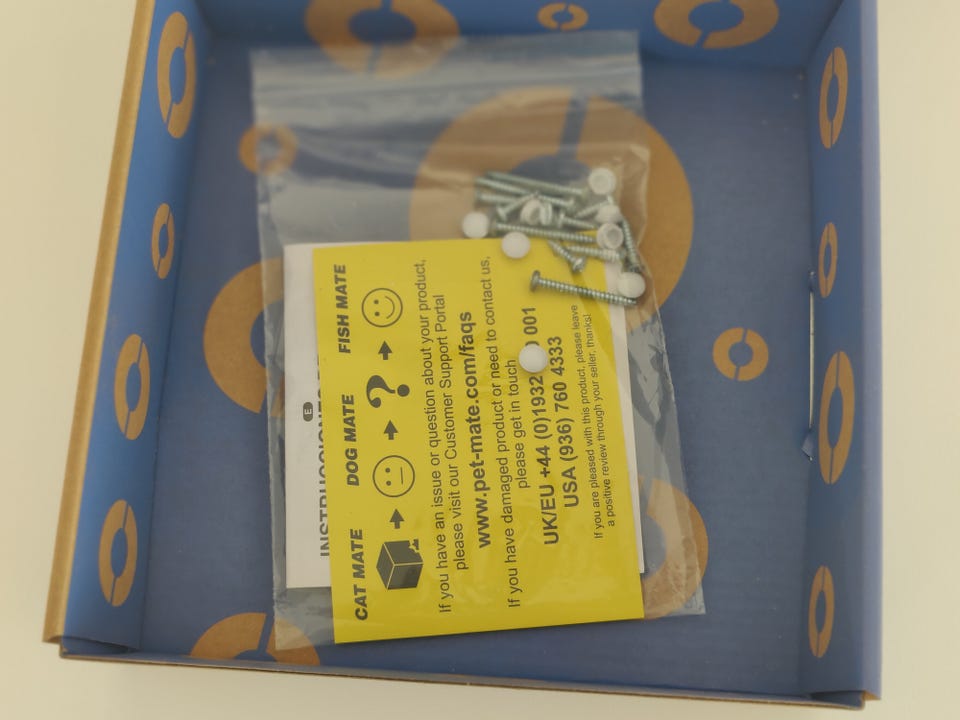 CAT MATE DOG MATE FISH MATE
If you have an issue or question about your product,
please visit our Customer Support Portal
www.pet-mate.com/faqs
If you have damaged product or need to contact us,
please get in touch
UK/EU +44 (0)1932 001
USA (936) 760 4333
If you are pleased with this product, please leave
a positive review through your seller, thanks!
E